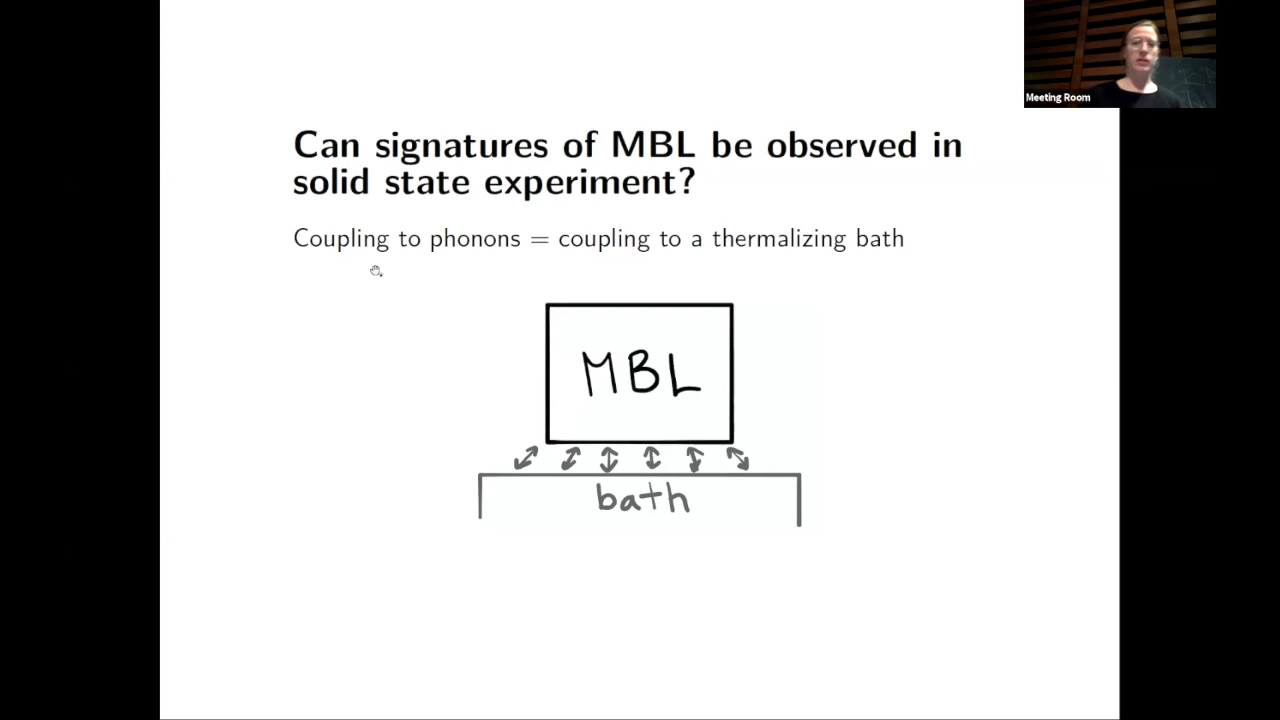 Meeting Room
Can signatures of MBL be observed in
solid state experiment?
Coupling to phonons = coupling to a thermalizing bath
MBL
bath